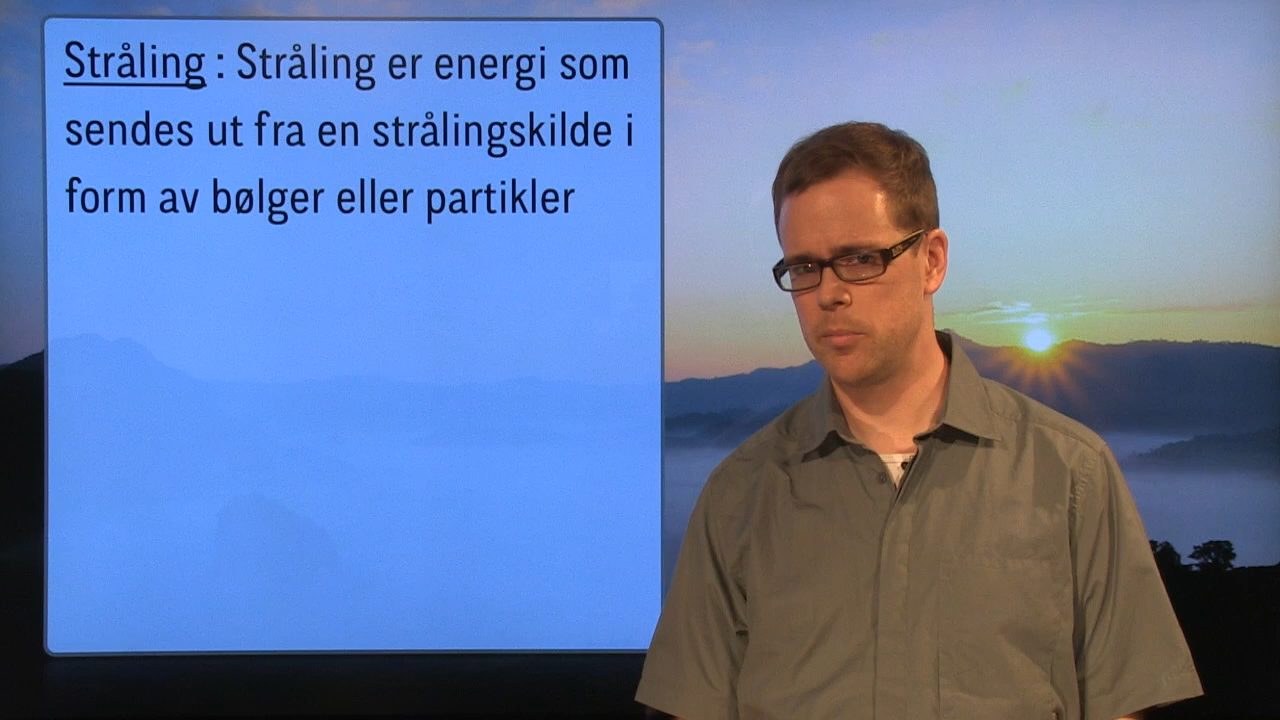 Stråling : Stråling er energi som
sendes ut fra en strålingskilde i
form av bølger eller partikler